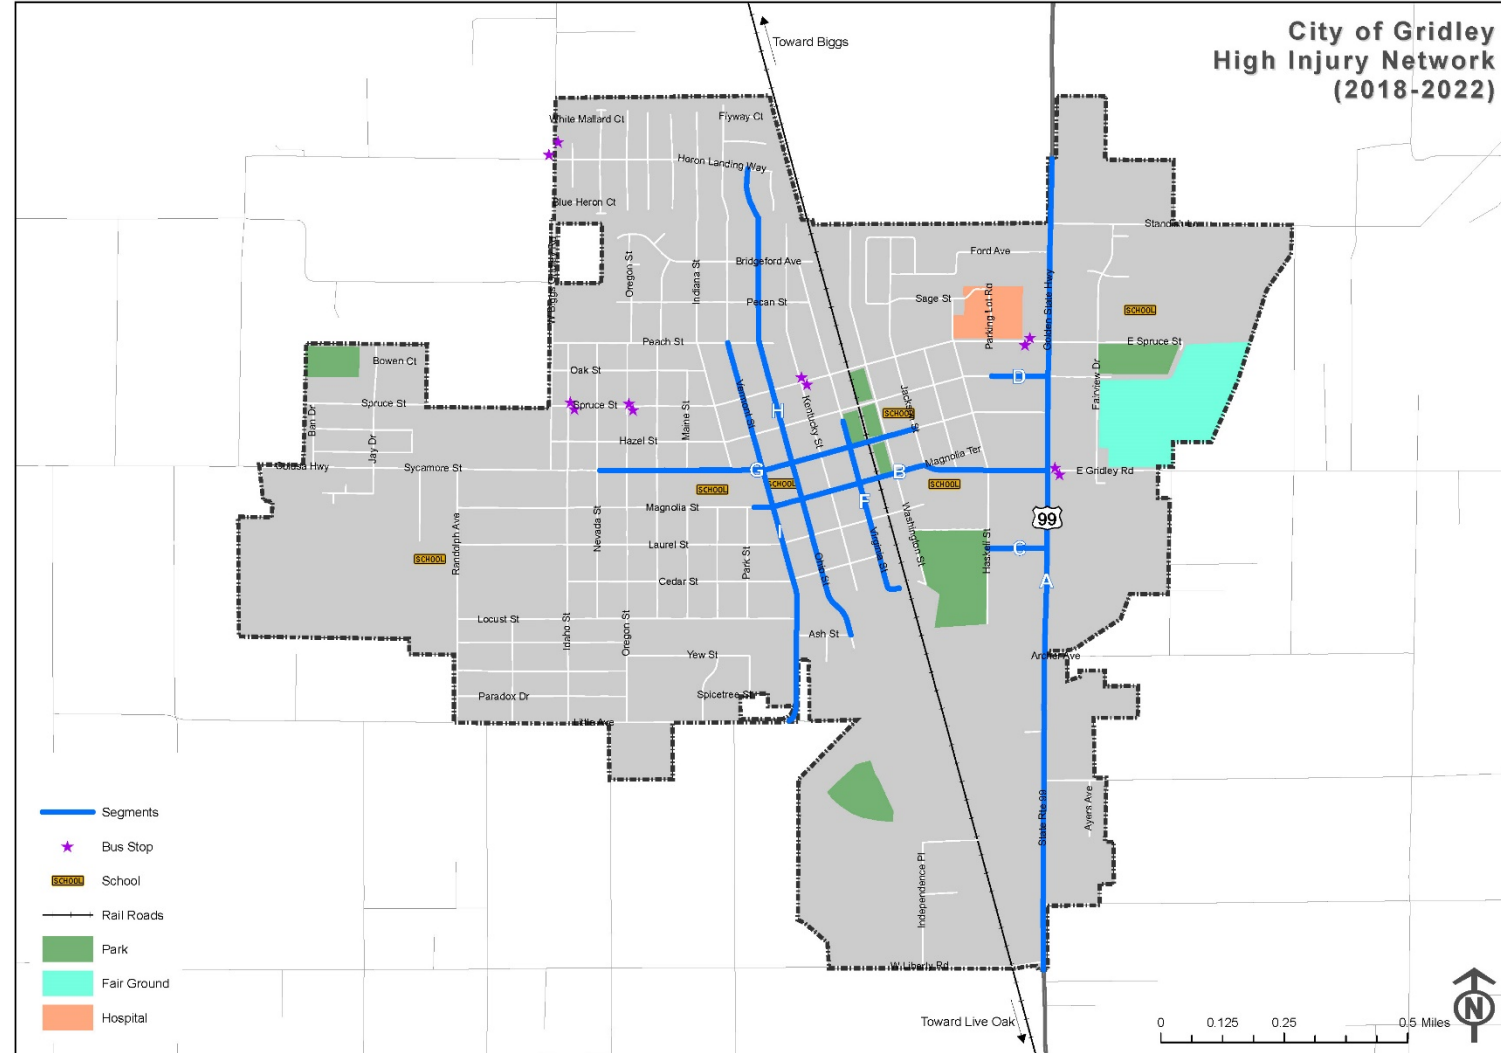 City of Gridley
High Injury Network
(2018-2022)
Toward Biggs
White Mallard Ct
Flyway Ct
Heron Landing Way
Blue Heron Ct
Standish Ln
Ford Ave
Bridgeford Ave
Oregon St
Indiana St
Pecan St
Sage St
Parking Lot Rd
Golden State Hwy
SCHOOL
Peach St
E Spruce St
Bowen Ct
Oak St
D
Fairview Dr
Spruce St
Spruce St
Ban Dr
Jay Dr
Maine St
Vermont St
H
Kentucky St
Jackson St
SCHOOL
Hazel St
Colusa Hwy
Sycamore St
G
B
Magnolia Ter
E Gridley Rd
SCHOOL
SCHOOL
SCHOOL
Magnolia St
F
99
Randolph Ave
Nevada St
Laurel St
Park St
I
Ohio St
Virginia St
Washington St
Haskell St
C
SCHOOL
Cedar St
A
Locust St
Idaho St
Oregon St
Ash St
Yew St
Archer Ave
Paradox Dr
Spicetree St
Little Ave
State Rte 99
Ayers Ave
Independence Pl
W Liberty Rd
Toward Live Oak
Segments
Bus Stop
SCHOOL
School
Rail Roads
Park
Fair Ground
Hospital
0 0.125 0.25 0.5 Miles
N